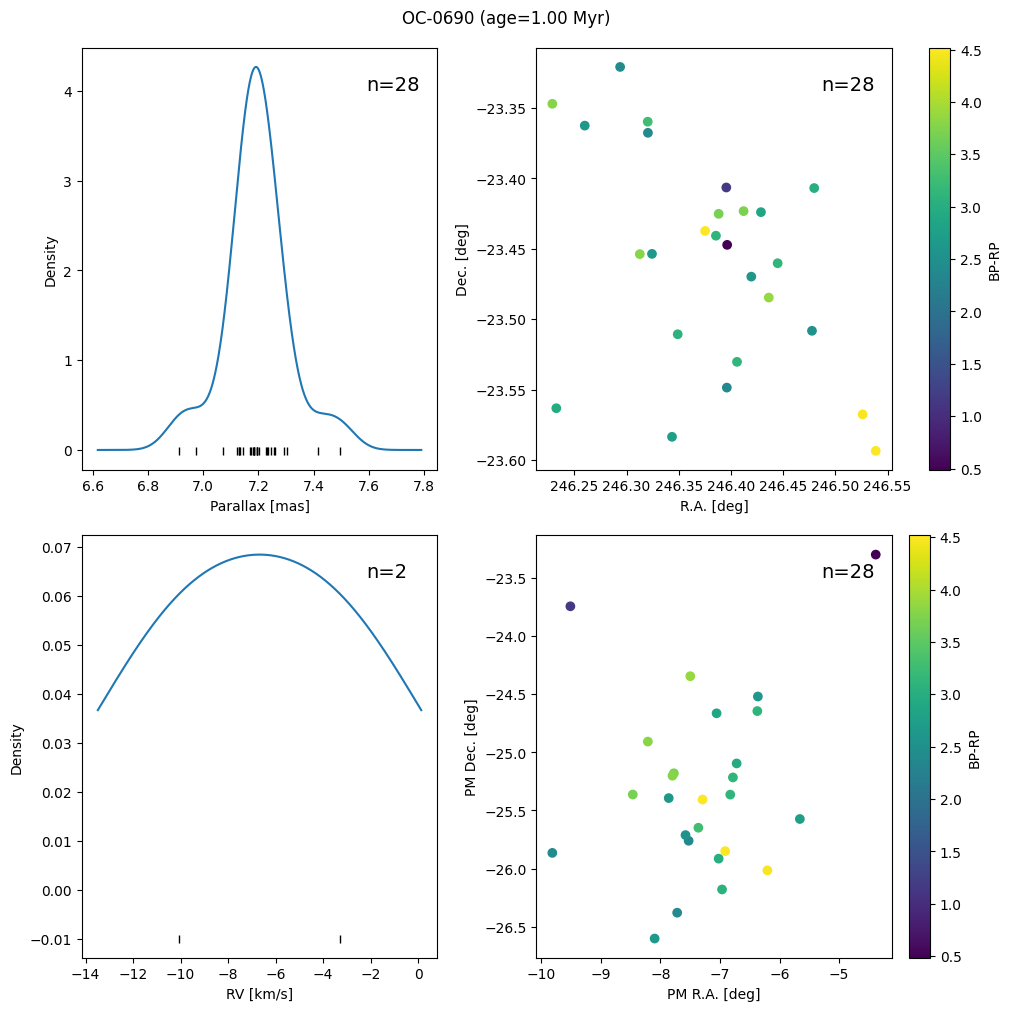 OC-0690 (age=1.00 Myr)
n=28
4
3
2
1
0
Density
6.6 6.8 7.0 7.2 7.4 7.6 7.8
Parallax [mas]
n=28
−23.35
−23.40
−23.45
−23.50
−23.55
−23.60
Dec. [deg]
246.25 246.30 246.35 246.40 246.45 246.50 246.55
R.A. [deg]
4.5
4.0
3.5
3.0
2.5
2.0
1.5
1.0
0.5
BP-RP
n=2
0.07
0.06
0.05
0.04
0.03
0.02
0.01
0.00
−0.01
Density
−14 −12 −10 −8 −6 −4 −2 0
RV [km/s]
n=28
−23.5
−24.0
−24.5
−25.0
−25.5
−26.0
−26.5
PM Dec. [deg]
−10 −9 −8 −7 −6 −5
PM R.A. [deg]
4.5
4.0
3.5
3.0
2.5
2.0
1.5
1.0
0.5
BP-RP